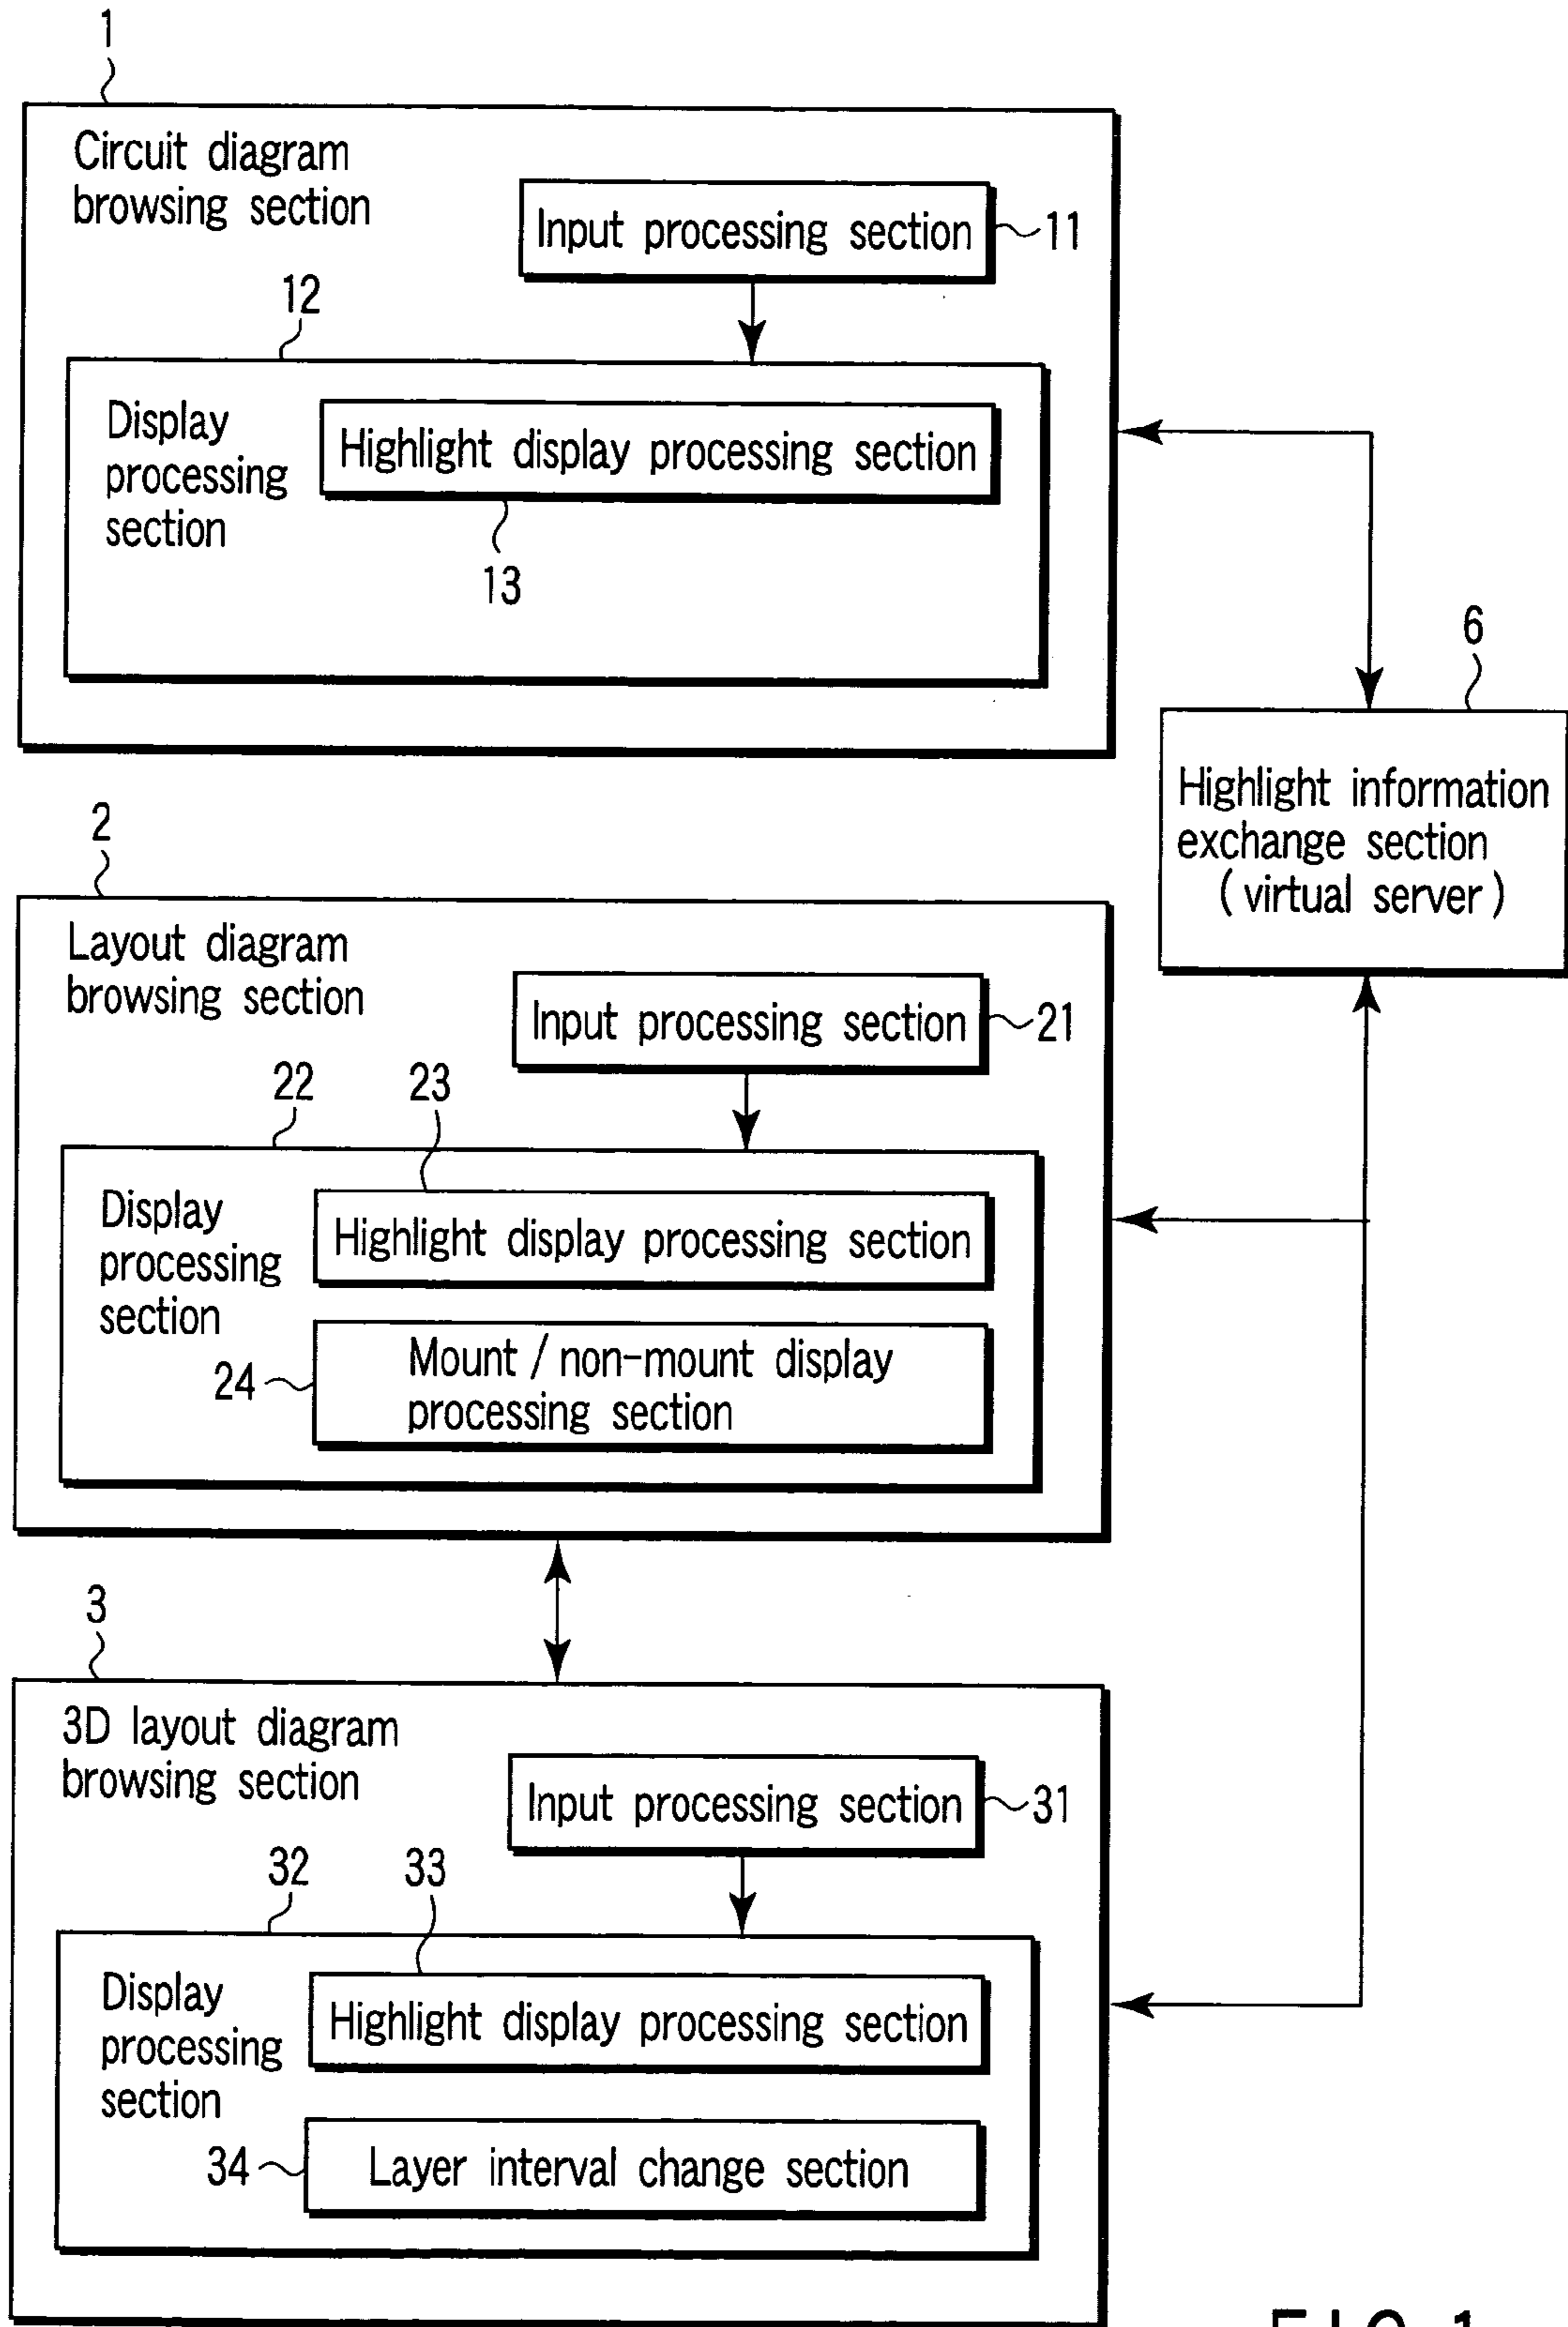 1
Circuit diagram
browsing section
Input processing section
11
12
Display
processing
section
Highlight display processing section
13
6
Highlight information
exchange section
(virtual server)
2
Layout diagram
browsing section
Input processing section
21
22
23
Display
processing
section
Highlight display processing section
24
Mount / non-mount display
processing section
3
3D layout diagram
browsing section
Input processing section
31
32
33
Display
processing
section
Highlight display processing section
34
Layer interval change section
FIG. 1